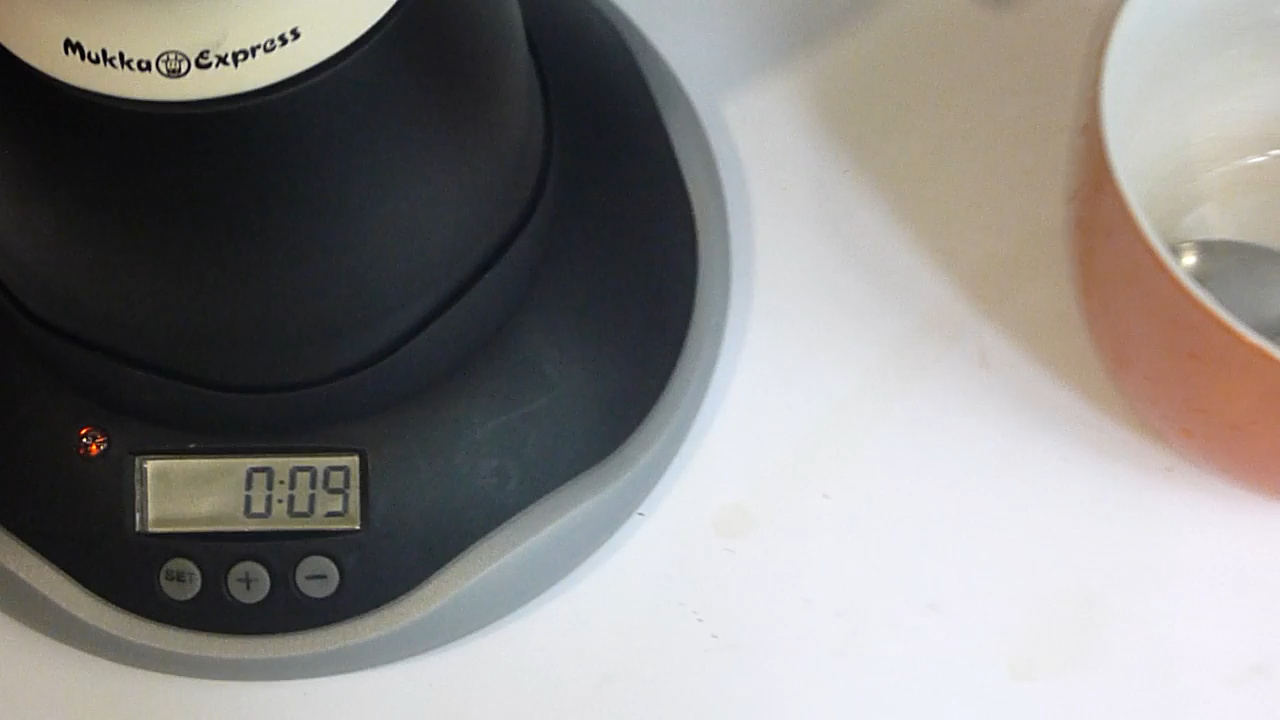 Mukka Express
0:09
SET + −